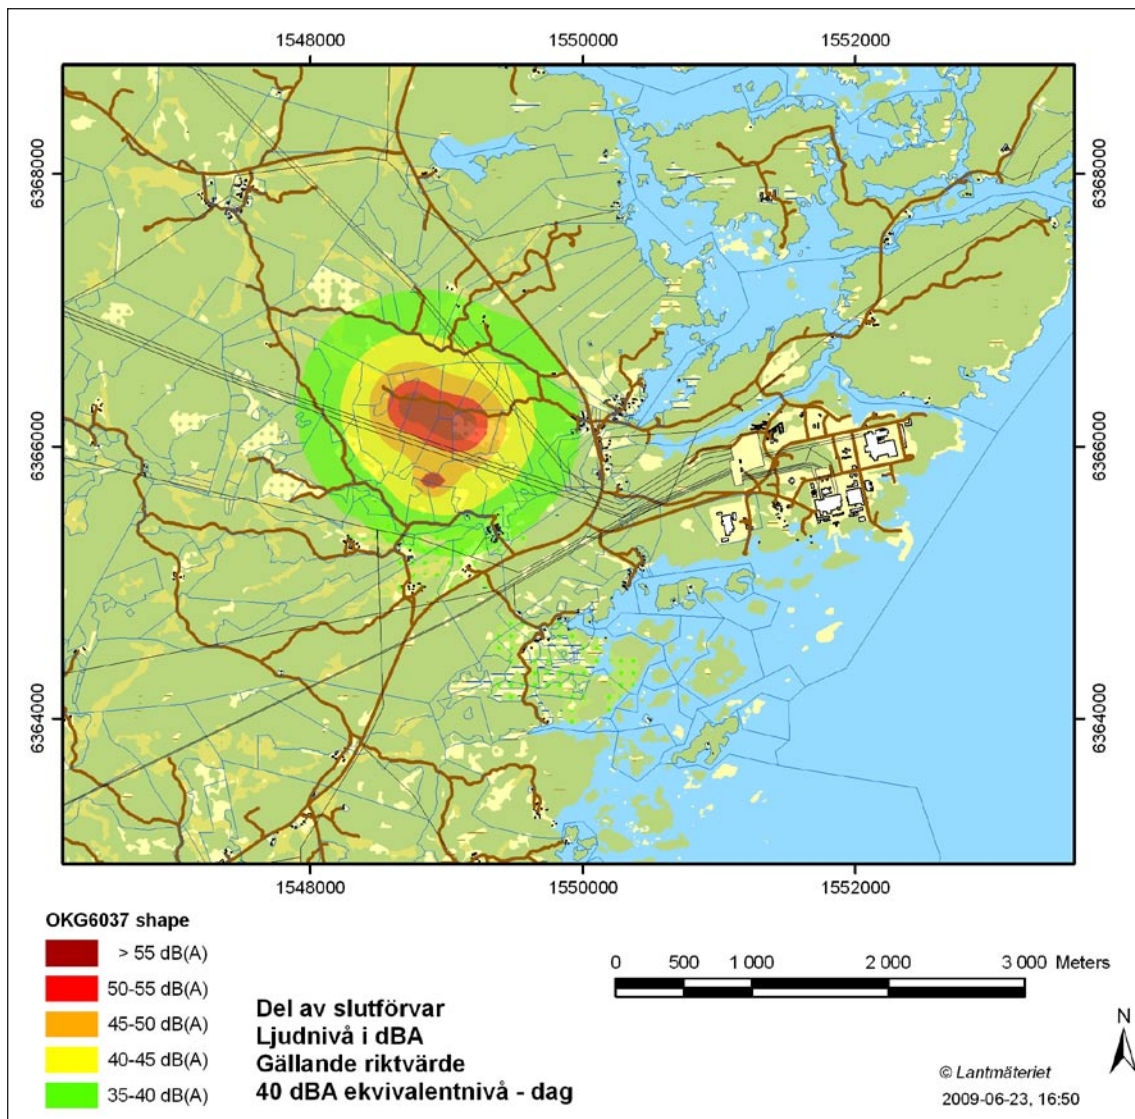 1548000 1550000 1552000
6368000 6368000
6366000 6366000
6364000 6364000
1548000 1550000 1552000
OKG6037 shape
> 55 dB(A)
50-55 dB(A)
45-50 dB(A)
40-45 dB(A)
35-40 dB(A)
Del av slutförvar
Ljudnivå i dBA
Gällande riktvärde
40 dBA ekvivalentnivå - dag
0 500 1 000 2 000 3 000 Meters
N
© Lantmäteriet
2009-06-23, 16:50